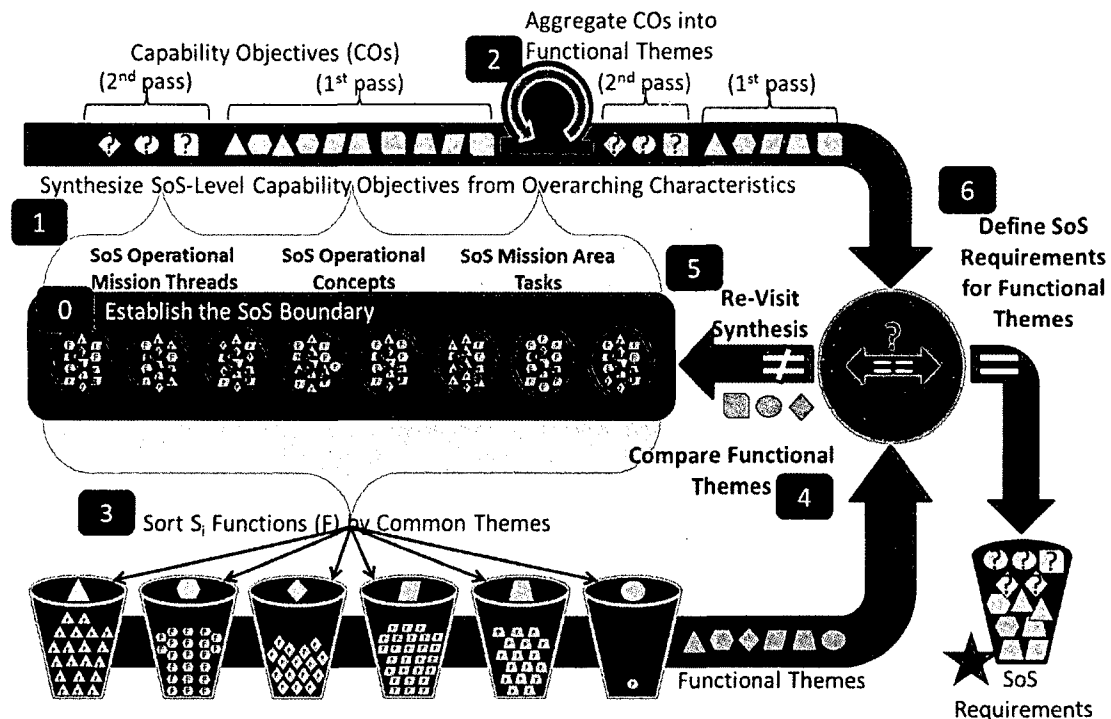 Aggregate COs into
Functional Themes
2
Capability Objectives (COs)
(2nd pass)
(1st pass)
(2nd pass)
(1st pass)
? ? ?
? ? ?
Synthesize SoS-Level Capability Objectives from Overarching Characteristics
1
SoS Operational
Mission Threads
SoS Operational
Concepts
SoS Mission Area
Tasks
0
Establish the SoS Boundary
5
Re-Visit
Synthesis
≠
?
==
=
6
Define SoS
Requirements
for Functional
Themes
Compare Functional
Themes
4
3
Sort Si Functions (F) by Common Themes
Functional Themes
? ? ?
? ?
SoS
Requirements